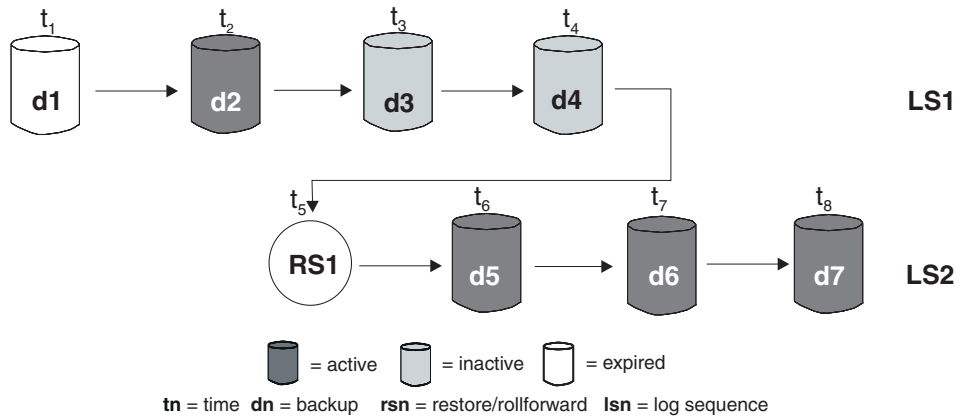 t1 t2 t3 t4
d1 d2 d3 d4 LS1
t5 t6 t7 t8
RS1 d5 d6 d7 LS2
= active = inactive = expired
tn = time dn = backup rsn = restore/rollforward lsn = log sequence